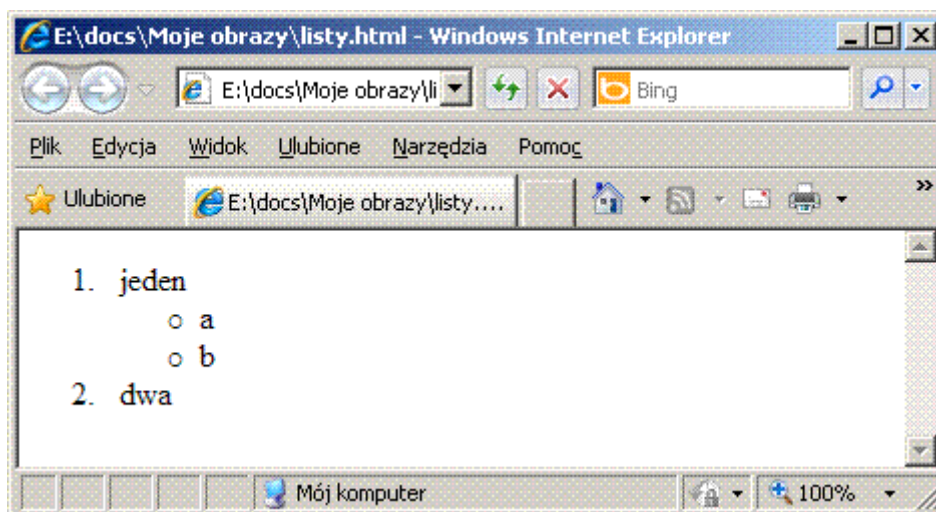 E:\docs\Moje obrazy\listy.html - Windows Internet Explorer
E:\docs\Moje obrazy\li
Bing
Plik Edycja Widok Ulubione Narzędzia Pomoc
Ulubione E:\docs\Moje obrazy\listy.... »
1. jeden
o a
o b
2. dwa
Mój komputer 100%